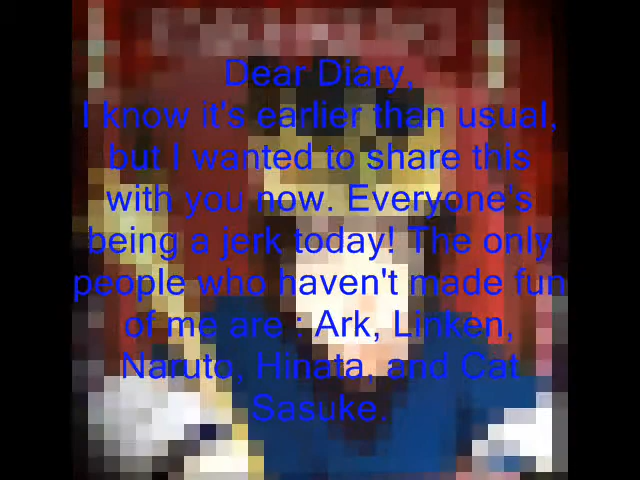 Dear Diary,
I know it's earlier than usual,
but I wanted to share this
with you now. Everyone's
being a jerk today! The only
people who haven't made fun
of me are : Ark, Linken,
Naruto, Hinata, and Cat
Sasuke.